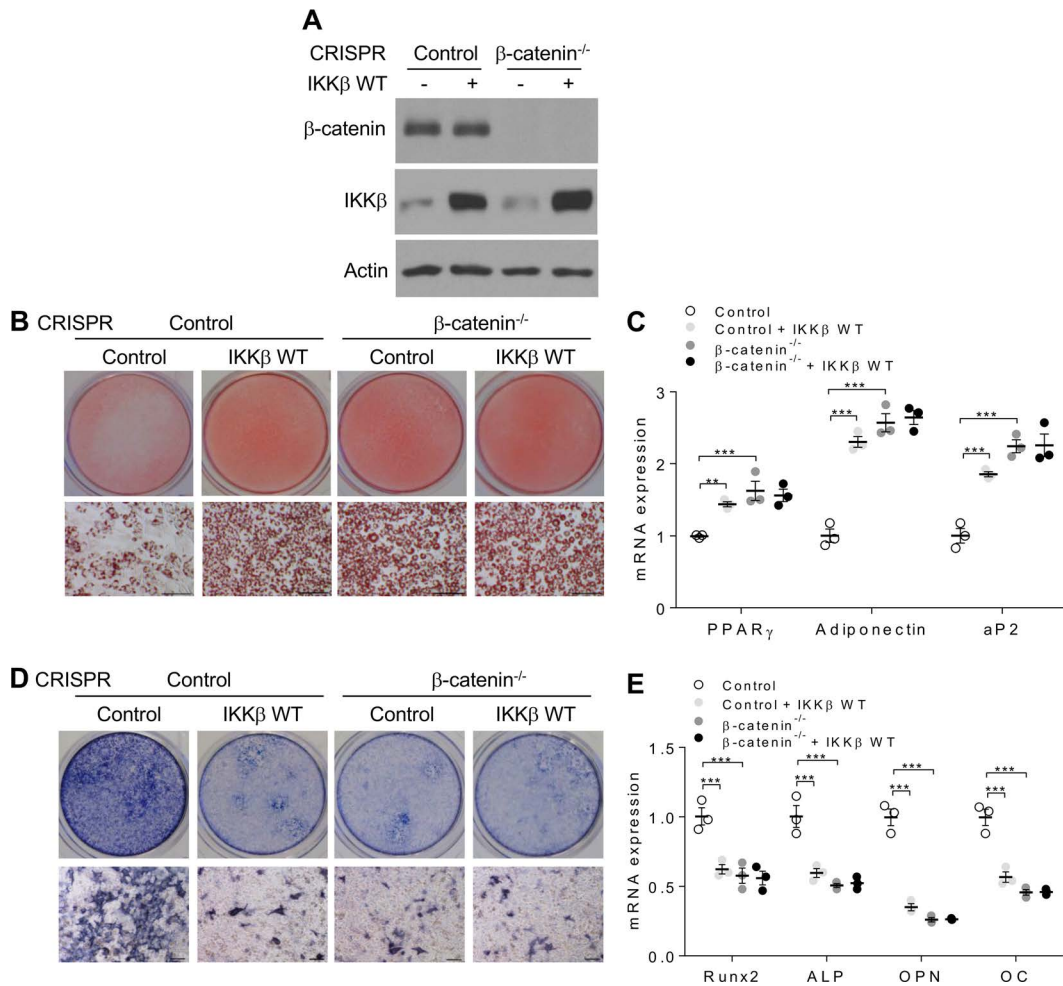 A
CRISPR Control β-catenin-/-
IKKβ WT - + - +
β-catenin
IKKβ
Actin
B CRISPR Control β-catenin-/-
Control IKKβ WT Control IKKβ WT
C
Control
Control + IKKβ WT
β-catenin-/-
β-catenin-/- + IKKβ WT
mRNA expression
3
2
1
0
*** *** ***
*** ***
*** **
PPARγ Adiponectin aP2
D CRISPR Control β-catenin-/-
Control IKKβ WT Control IKKβ WT
E
Control
Control + IKKβ WT
β-catenin-/-
β-catenin-/- + IKKβ WT
mRNA expression
1.5
1.0
0.5
0.0
*** *** *** ***
*** *** *** ***
Runx2 ALP OPN OC